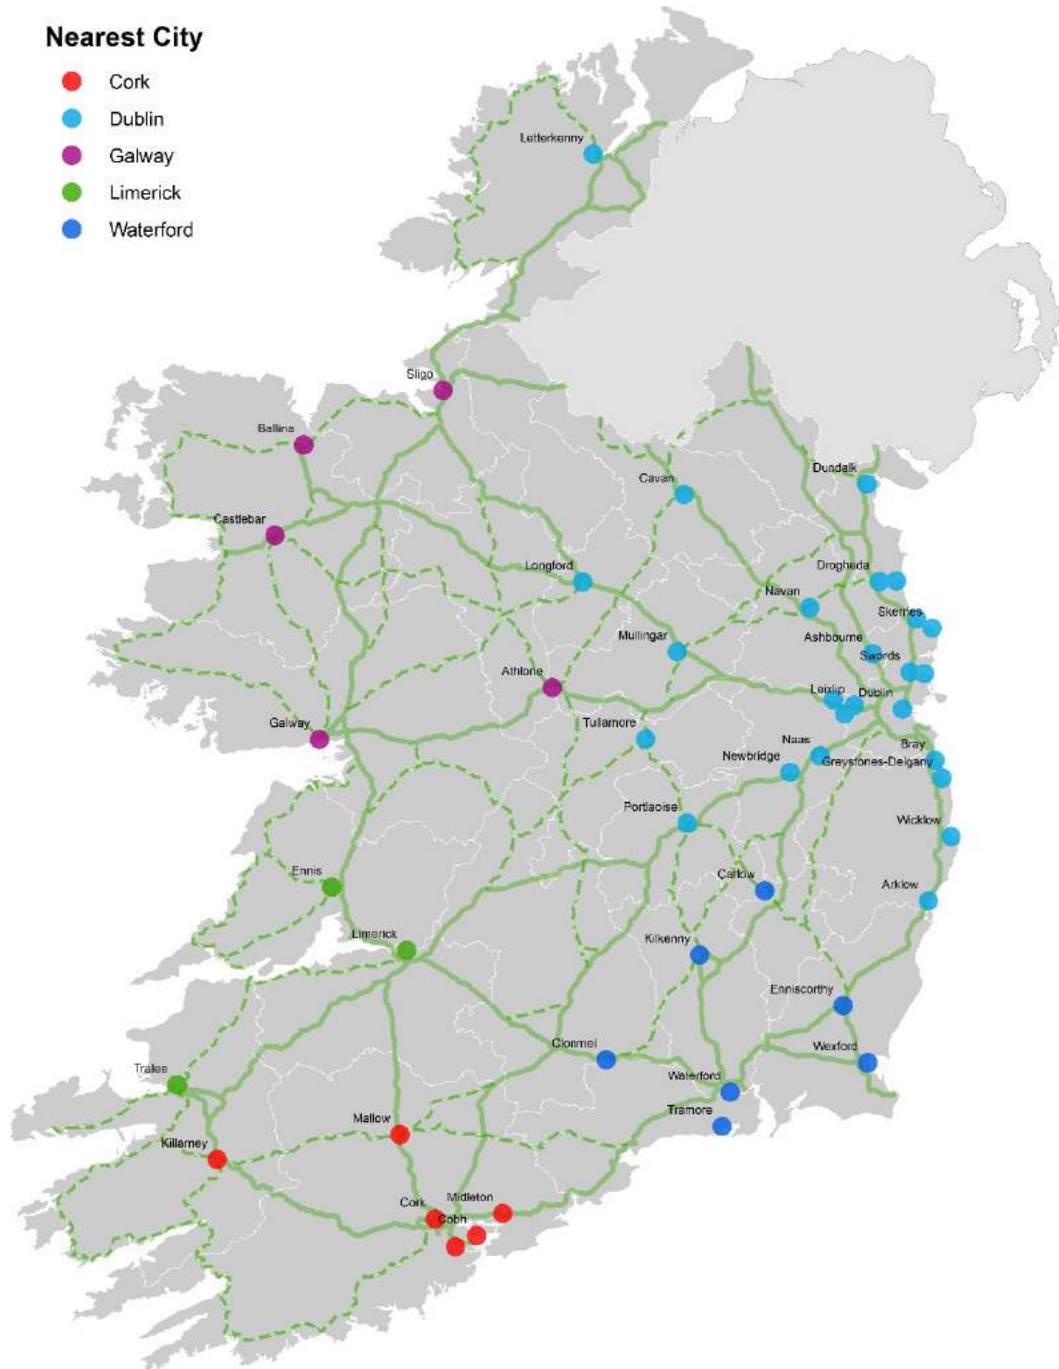 Nearest City
Cork
Dublin
Galway
Limerick
Waterford
Letterkenny
Sligo
Ballina
Cavan
Dundalk
Castlebar
Longford
Drogheda
Navan
Skerries
Mullingar
Ashbourne
Swords
Athlone
Leixlip
Dublin
Galway
Tullamore
Naas
Bray
Newbridge
Greystones-Delgany
Portlaoise
Wicklow
Ennis
Carlow
Arklow
Limerick
Kilkenny
Enniscorthy
Clonmel
Wexford
Tralee
Waterford
Mallow
Tramore
Killarney
Cork
Midleton
Cobh